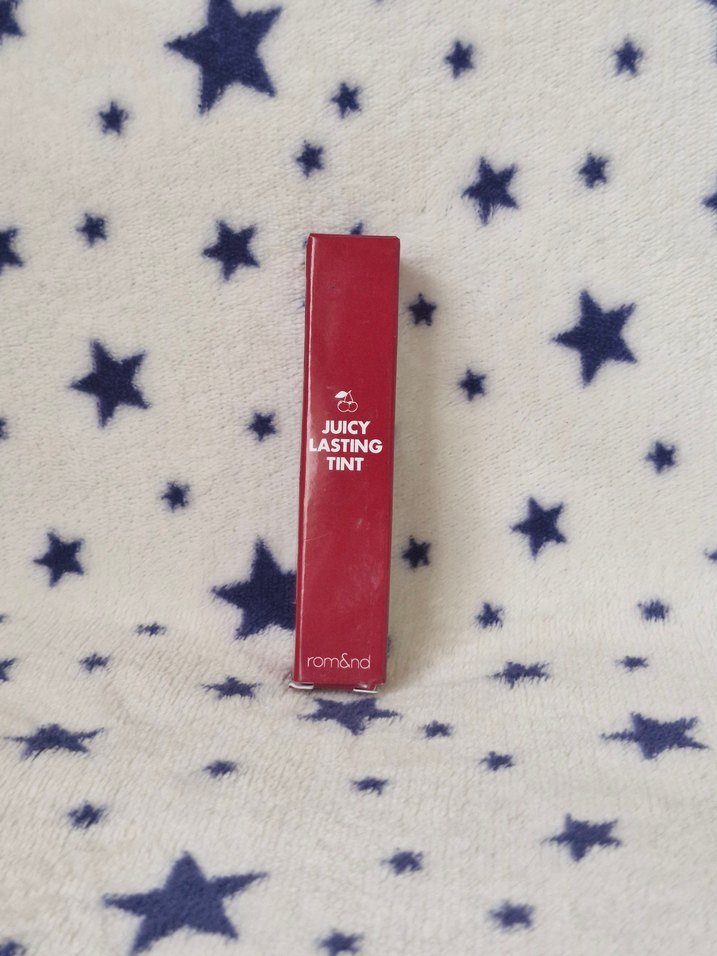 JUICY
LASTING
TINT
rom&nd